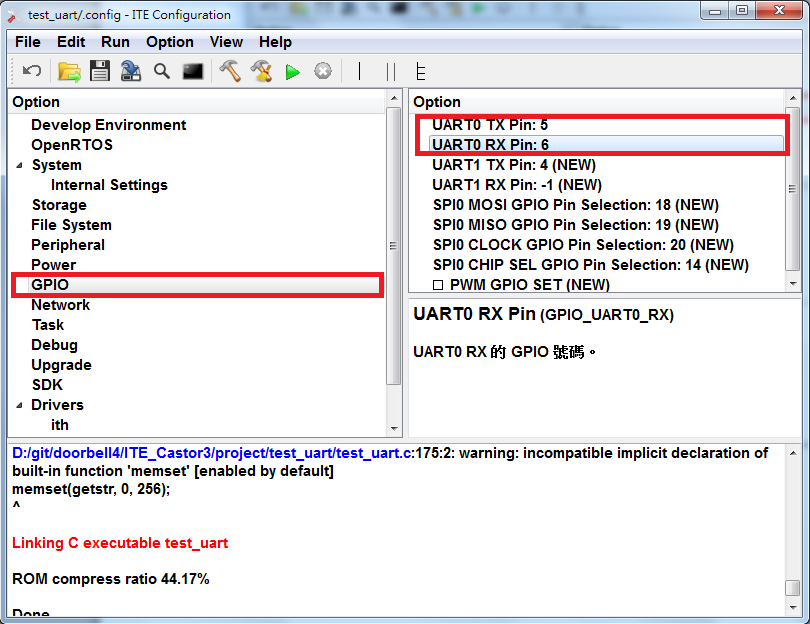 test_uart/.config - ITE Configuration
File Edit Run Option View Help
Option
Develop Environment
OpenRTOS
System
Internal Settings
Storage
File System
Peripheral
Power
GPIO
Network
Task
Debug
Upgrade
SDK
Drivers
ith
Option
UART0 TX Pin: 5
UART0 RX Pin: 6
UART1 TX Pin: 4 (NEW)
UART1 RX Pin: -1 (NEW)
SPI0 MOSI GPIO Pin Selection: 18 (NEW)
SPI0 MISO GPIO Pin Selection: 19 (NEW)
SPI0 CLOCK GPIO Pin Selection: 20 (NEW)
SPI0 CHIP SEL GPIO Pin Selection: 14 (NEW)
PWM GPIO SET (NEW)
UART0 RX Pin (GPIO_UART0_RX)
UART0 RX 的 GPIO 號碼。
D:/git/doorbell4/ITE_Castor3/project/test_uart/test_uart.c:175:2: warning: incompatible implicit declaration of
built-in function 'memset' [enabled by default]
memset(getstr, 0, 256);
^
Linking C executable test_uart
ROM compress ratio 44.17%
Done